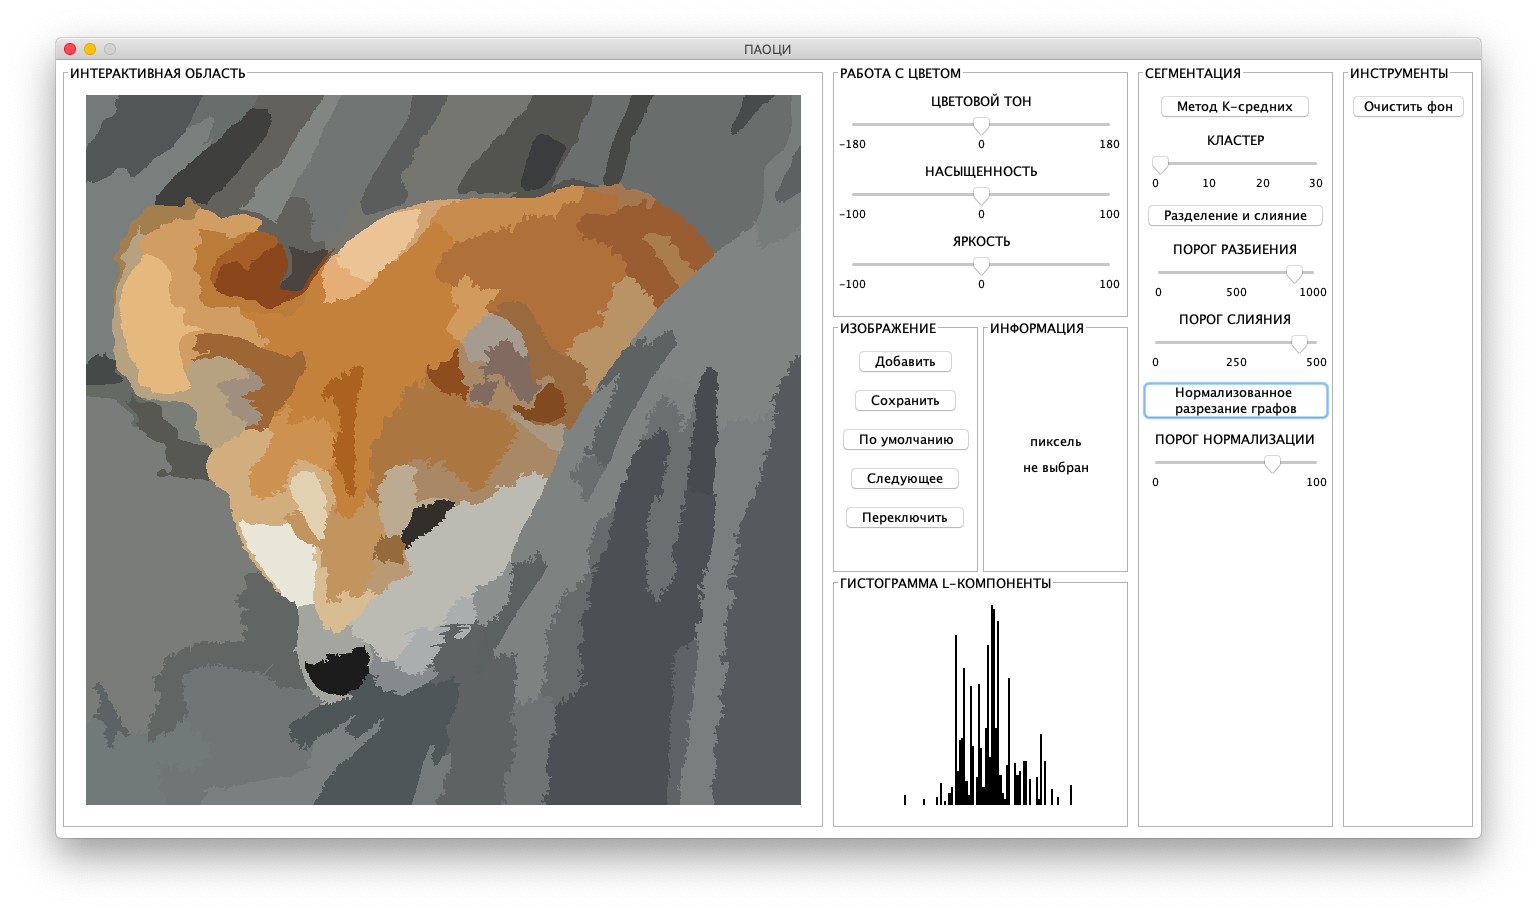 ПАОЦИ
ИНТЕРАКТИВНАЯ ОБЛАСТЬ
РАБОТА С ЦВЕТОМ
ЦВЕТОВОЙ ТОН
-180 0 180
НАСЫЩЕННОСТЬ
-100 0 100
ЯРКОСТЬ
-100 0 100
ИЗОБРАЖЕНИЕ
Добавить
Сохранить
По умолчанию
Следующее
Переключить
ИНФОРМАЦИЯ
пиксель
не выбран
ГИСТОГРАММА L-КОМПОНЕНТЫ
СЕГМЕНТАЦИЯ
Метод К-средних
КЛАСТЕР
0 10 20 30
Разделение и слияние
ПОРОГ РАЗБИЕНИЯ
0 500 1000
ПОРОГ СЛИЯНИЯ
0 250 500
Нормализованное
разрезание графов
ПОРОГ НОРМАЛИЗАЦИИ
0 100
ИНСТРУМЕНТЫ
Очистить фон